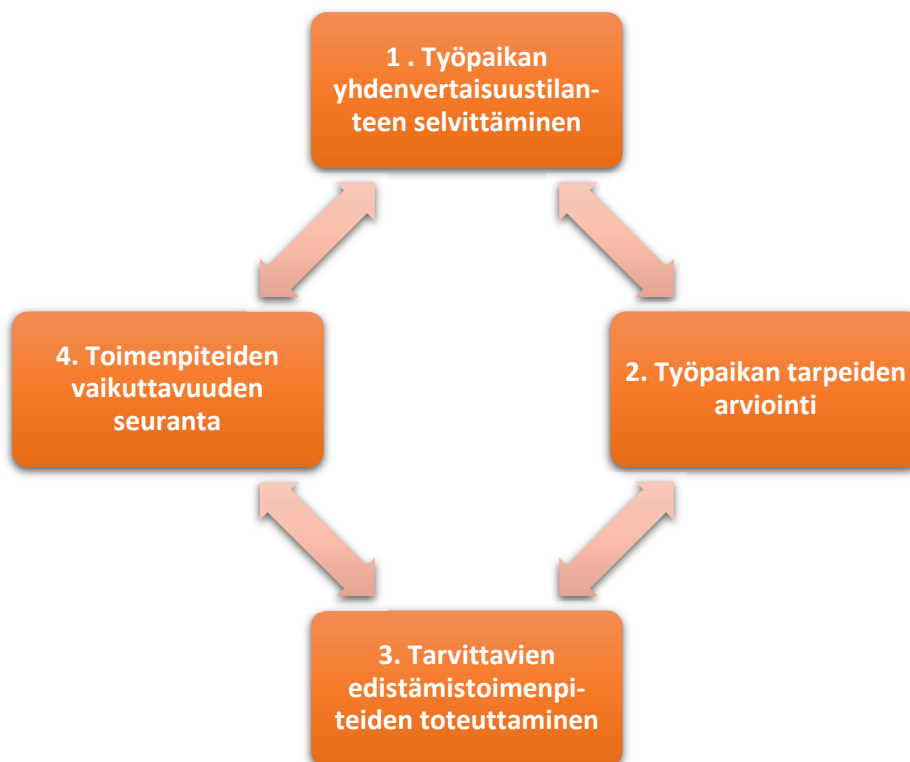 1 . Työpaikan
yhdenvertaisuustilan-
teen selvittäminen
2. Työpaikan tarpeiden
arviointi
3. Tarvittavien
edistämistoimenpi-
teiden toteuttaminen
4. Toimenpiteiden
vaikuttavuuden
seuranta